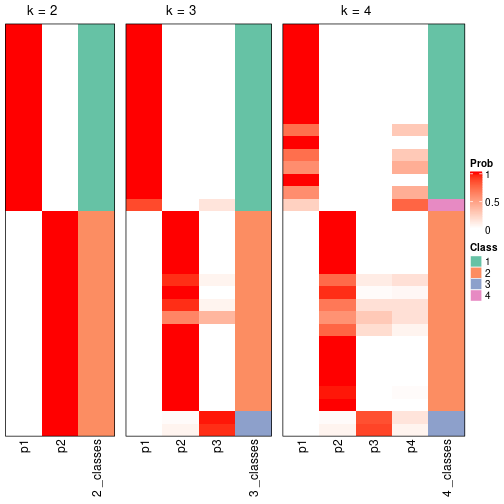 k = 2
k = 3
k = 4
p1
p2
2_classes
p1
p2
p3
3_classes
p1
p2
p3
p4
4_classes
Prob
1
0.5
0
Class
1
2
3
4